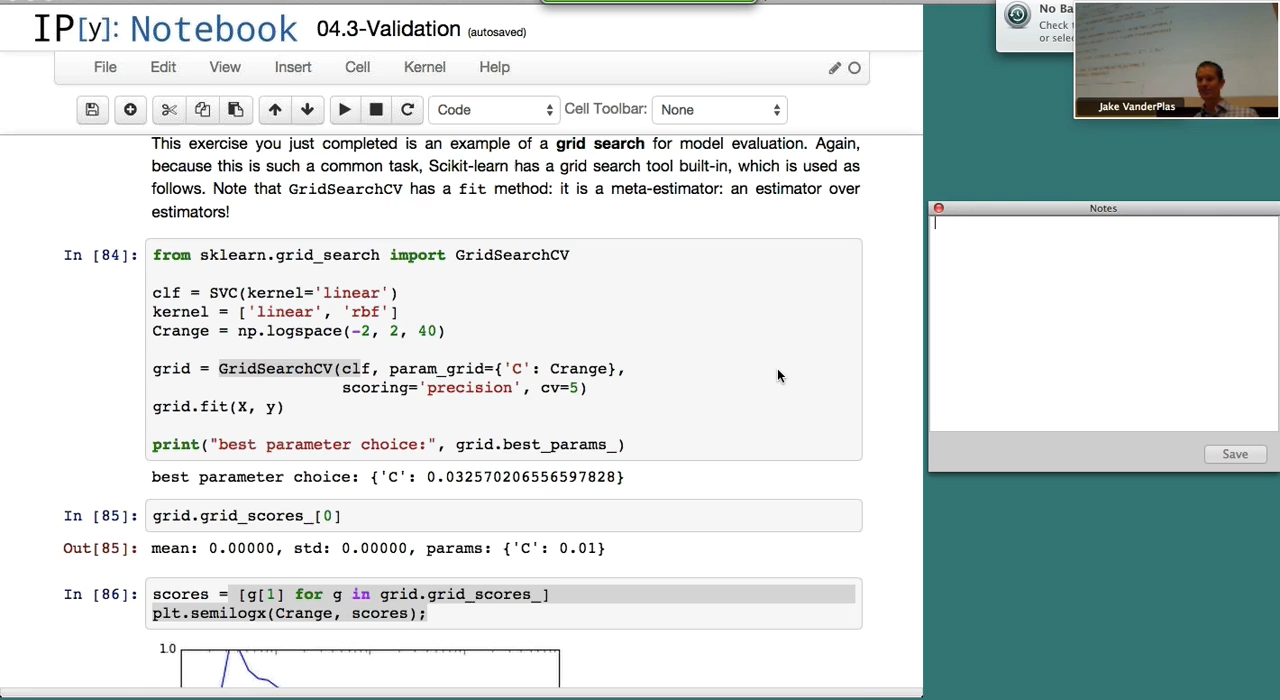 IP[y]: Notebook 04.3-Validation (autosaved)
File Edit View Insert Cell Kernel Help
Code Cell Toolbar: None
This exercise you just completed is an example of a grid search for model evaluation. Again,
because this is such a common task, Scikit-learn has a grid search tool built-in, which is used as
follows. Note that GridSearchCV has a fit method: it is a meta-estimator: an estimator over
estimators!
In [84]: from sklearn.grid_search import GridSearchCV
clf = SVC(kernel='linear')
kernel = ['linear', 'rbf']
Crange = np.logspace(-2, 2, 40)
grid = GridSearchCV(clf, param_grid={'C': Crange},
scoring='precision', cv=5)
grid.fit(X, y)
print("best parameter choice:", grid.best_params_)
best parameter choice: {'C': 0.032570206556597828}
In [85]: grid.grid_scores_[0]
Out[85]: mean: 0.00000, std: 0.00000, params: {'C': 0.01}
In [86]: scores = [g[1] for g in grid.grid_scores_]
plt.semilogx(Crange, scores);
1.0
No Ba
Check
or sele
Jake VanderPlas
Notes
Save